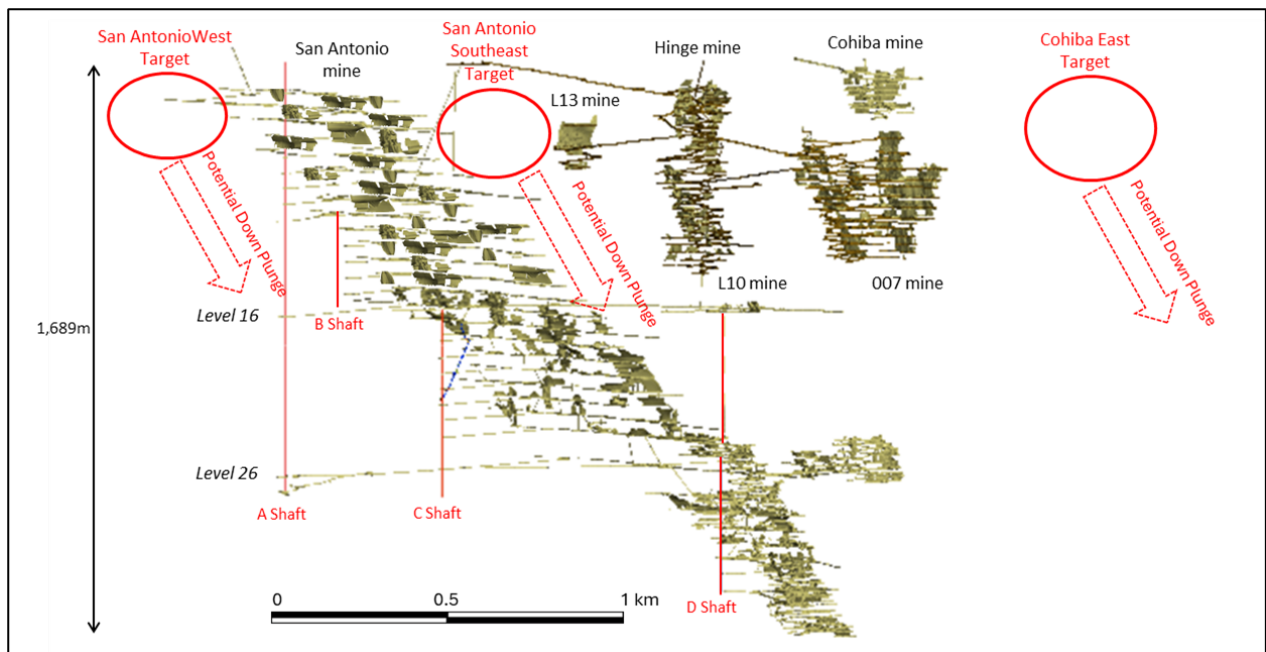 San AntonioWest
Target
San Antonio
mine
San Antonio
Southeast
Target
Hinge mine
Cohiba mine
Cohiba East
Target
L13 mine
Potential Down Plunge
Potential Down Plunge
Potential Down Plunge
L10 mine
007 mine
Level 16
B Shaft
1,689m
Level 26
A Shaft
C Shaft
D Shaft
0
0.5
1 km